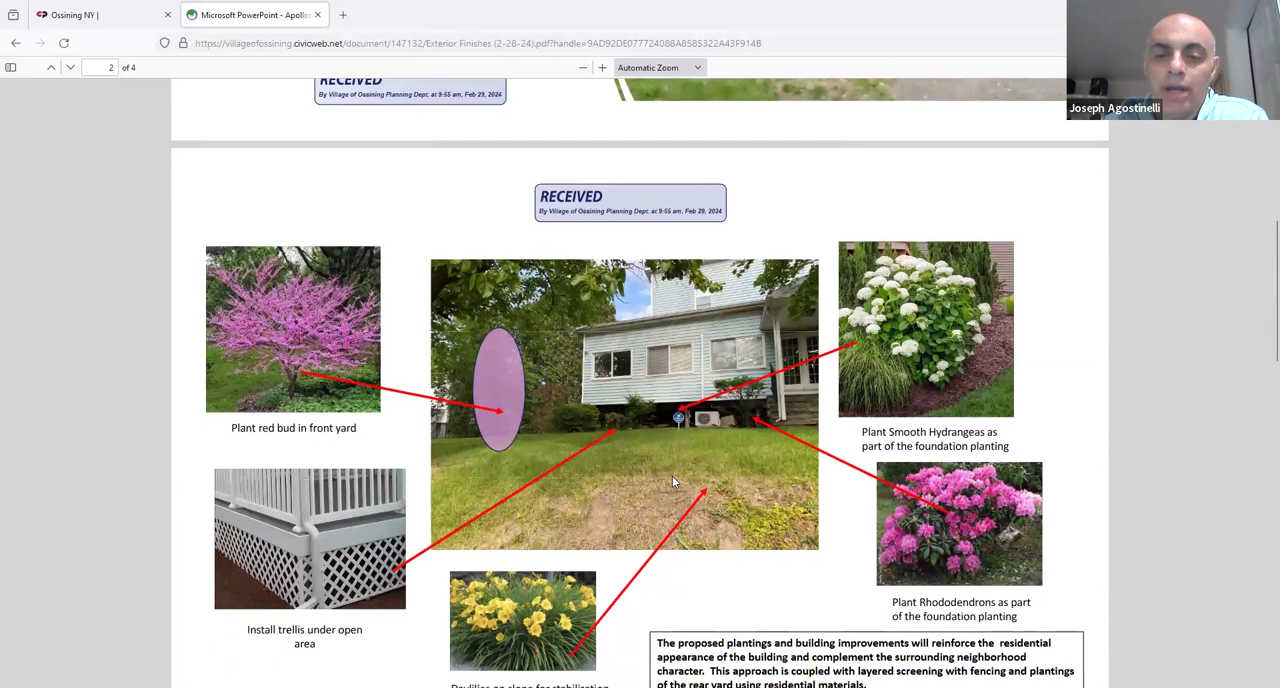 Ossining NY |
Microsoft PowerPoint - Apollo
https://villageofossining.civicweb.net/document/147132/Exterior Finishes (2-28-24).pdf?handle=9AD92DE077724088A8585322A43F914B
2 of 4
Automatic Zoom
Joseph Agostinelli
RECEIVED
By Village of Ossining Planning Dept. at 9:55 am, Feb 29, 2024
RECEIVED
By Village of Ossining Planning Dept. at 9:55 am, Feb 29, 2024
Plant red bud in front yard
Plant Smooth Hydrangeas as
part of the foundation planting
Install trellis under open
area
Plant Rhododendrons as part
of the foundation planting
Daylilies on slope for stabilization
The proposed plantings and building improvements will reinforce the residential
appearance of the building and complement the surrounding neighborhood
character. This approach is coupled with layered screening with fencing and plantings
of the rear yard using residential materials.